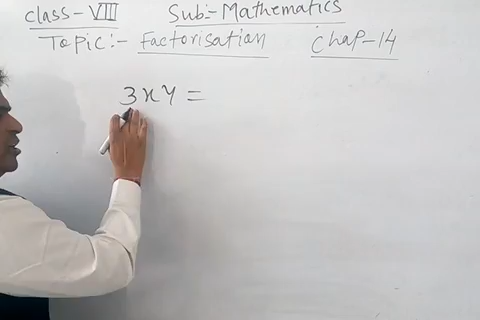 Class-VIII Sub:-Mathematics
Topic:- Factorisation Chap-14
3xy =